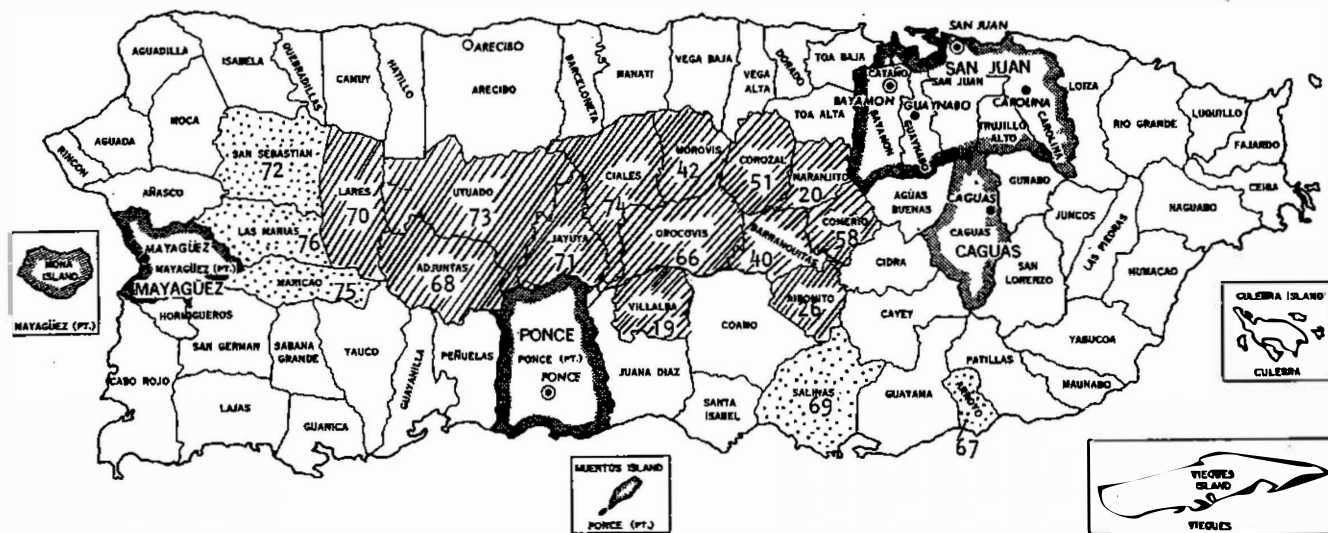 AGUADILLA
ISABELA
QUEBRADILLAS
CAMUY
HATILLO
ARECIBO
ARECIBO
BARCELONETA
MANATI
VEGA BAJA
VEGA
ALTA
DORADO
TOA BAJA
TOA ALTA
CATAÑO
BAYAMON
BAYAMON
SAN JUAN
SAN JUAN
SAN JUAN
GUAYNABO
GUAYNABO
CAROLINA
CAROLINA
TRUJILLO
ALTO
LOIZA
RIO GRANDE
LUQUILLO
FAJARDO
CEIBA
MOCA
AGUADA
RINCON
AÑASCO
SAN SEBASTIAN
72
LARES
70
UTUADO
73
CIALES
74
MOROVIS
42
COROZAL
51
NARANJITO
20
COMERIO
58
AGUAS
BUENAS
CAGUAS
CAGUAS
CAGUAS
GURABO
JUNCOS
LAS PIEDRAS
NAGUABO
HUMACAO
LAS MARIAS
76
MAYAGÜEZ
MAYAGÜEZ (PT.)
MAYAGÜEZ
MARICAO
75
ADJUNTAS
68
JAYUYA
71
OROCOVIS
66
BARRANQUITAS
40
VILLALBA
19
AIBONITO
26
CIDRA
SAN
LORENZO
CAYEY
YABUCOA
HORMIGUEROS
SAN GERMAN
SABANA
GRANDE
YAUCO
GUAYANILLA
PEÑUELAS
PONCE
PONCE (PT.)
PONCE
JUANA DIAZ
COAMO
SALINAS
69
GUAYAMA
PATILLAS
ARROYO
67
MAUNABO
CABO ROJO
LAJAS
GUANICA
SANTA
ISABEL
MONA
ISLAND
MAYAGÜEZ (PT.)
MUERTOS ISLAND
PONCE (PT.)
CULEBRA ISLAND
CULEBRA
VIEQUES
ISLAND
VIEQUES